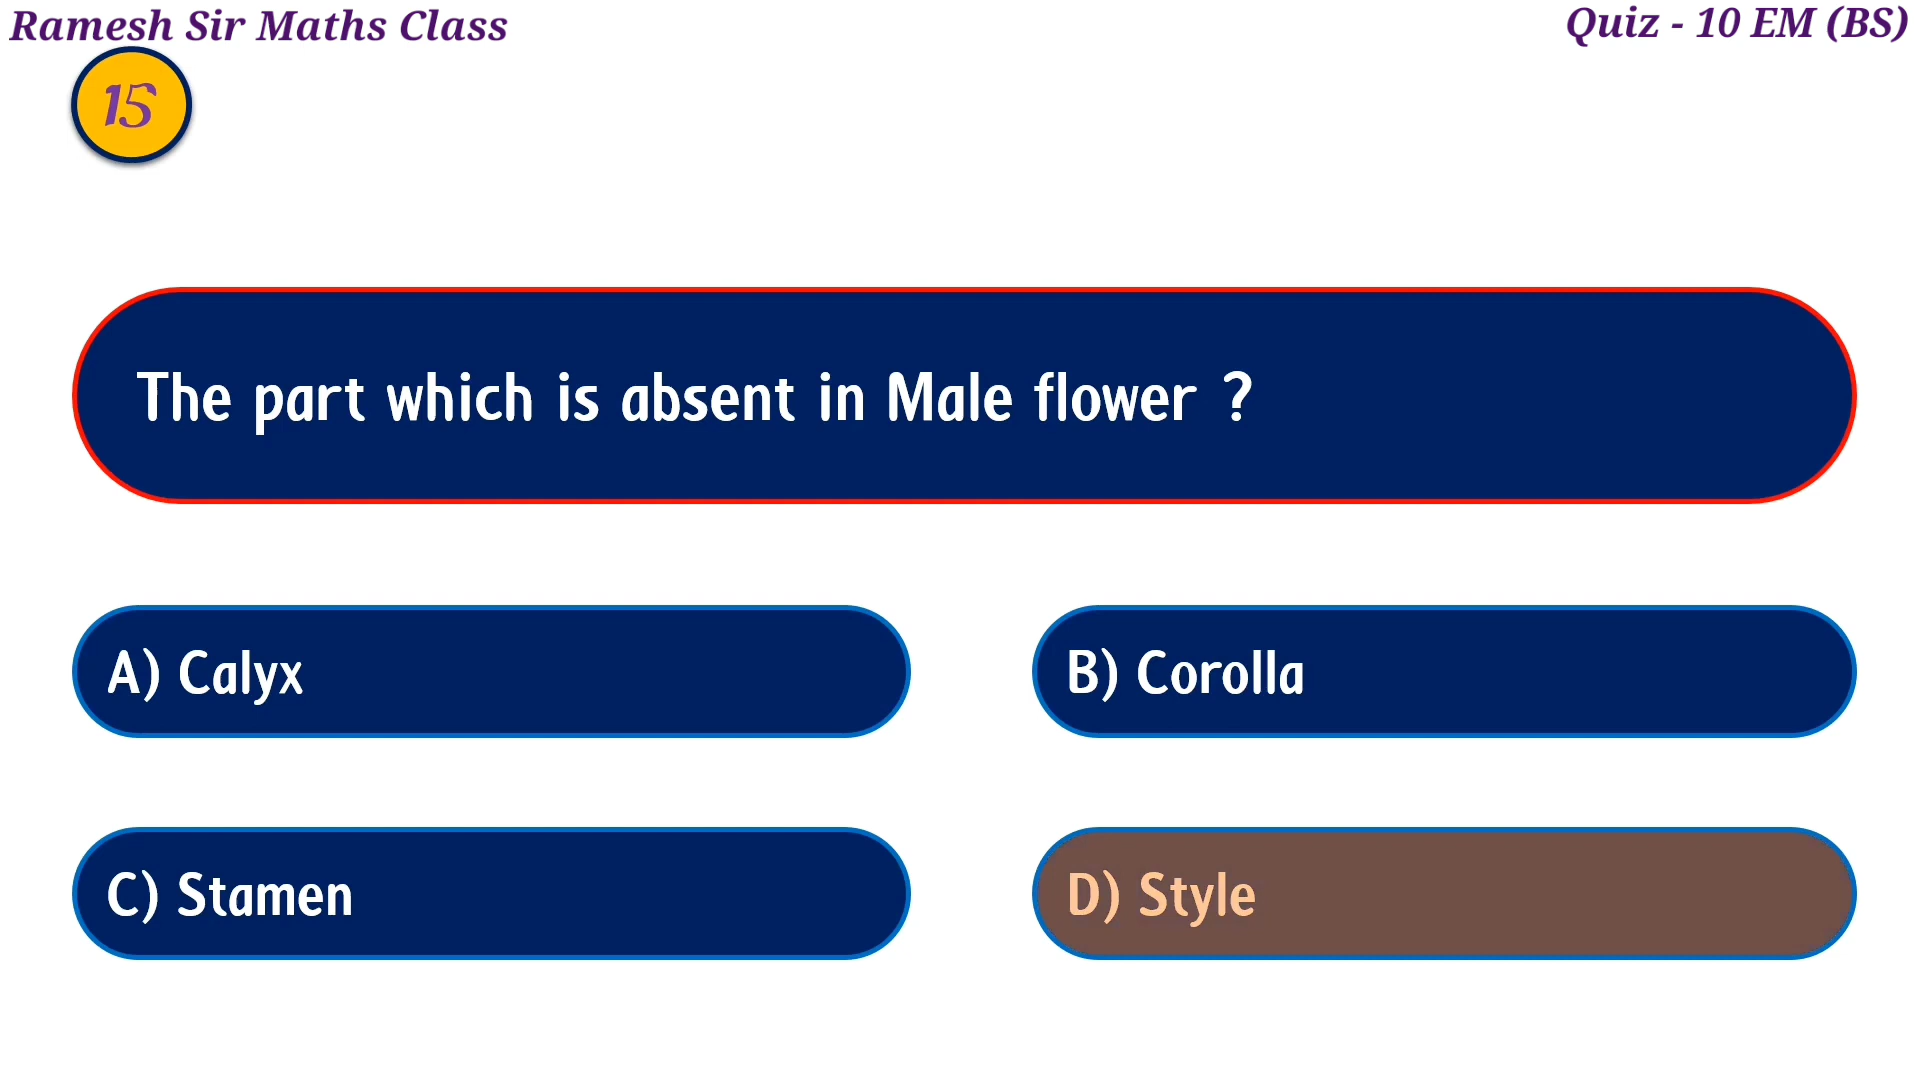 Ramesh Sir Maths Class
Quiz - 10 EM (BS)
15
The part which is absent in Male flower ?
A) Calyx
B) Corolla
C) Stamen
D) Style